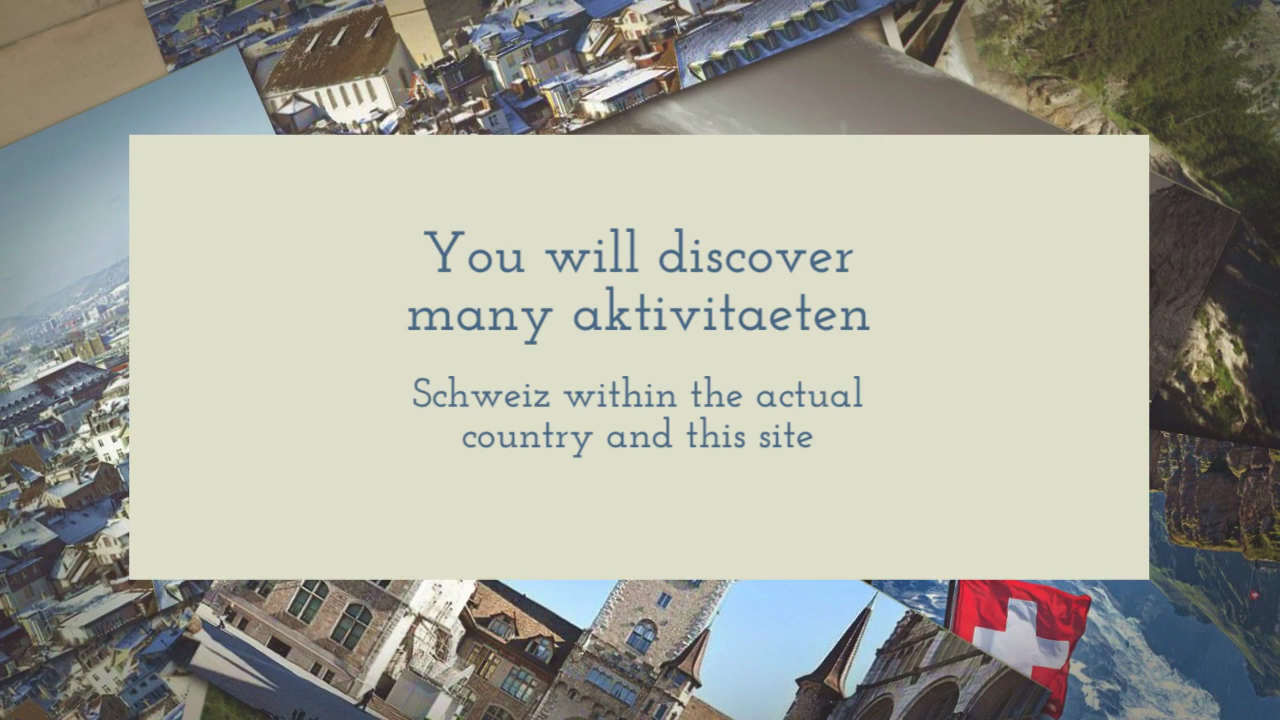 You will discover
many aktivitaeten
Schweiz within the actual
country and this site